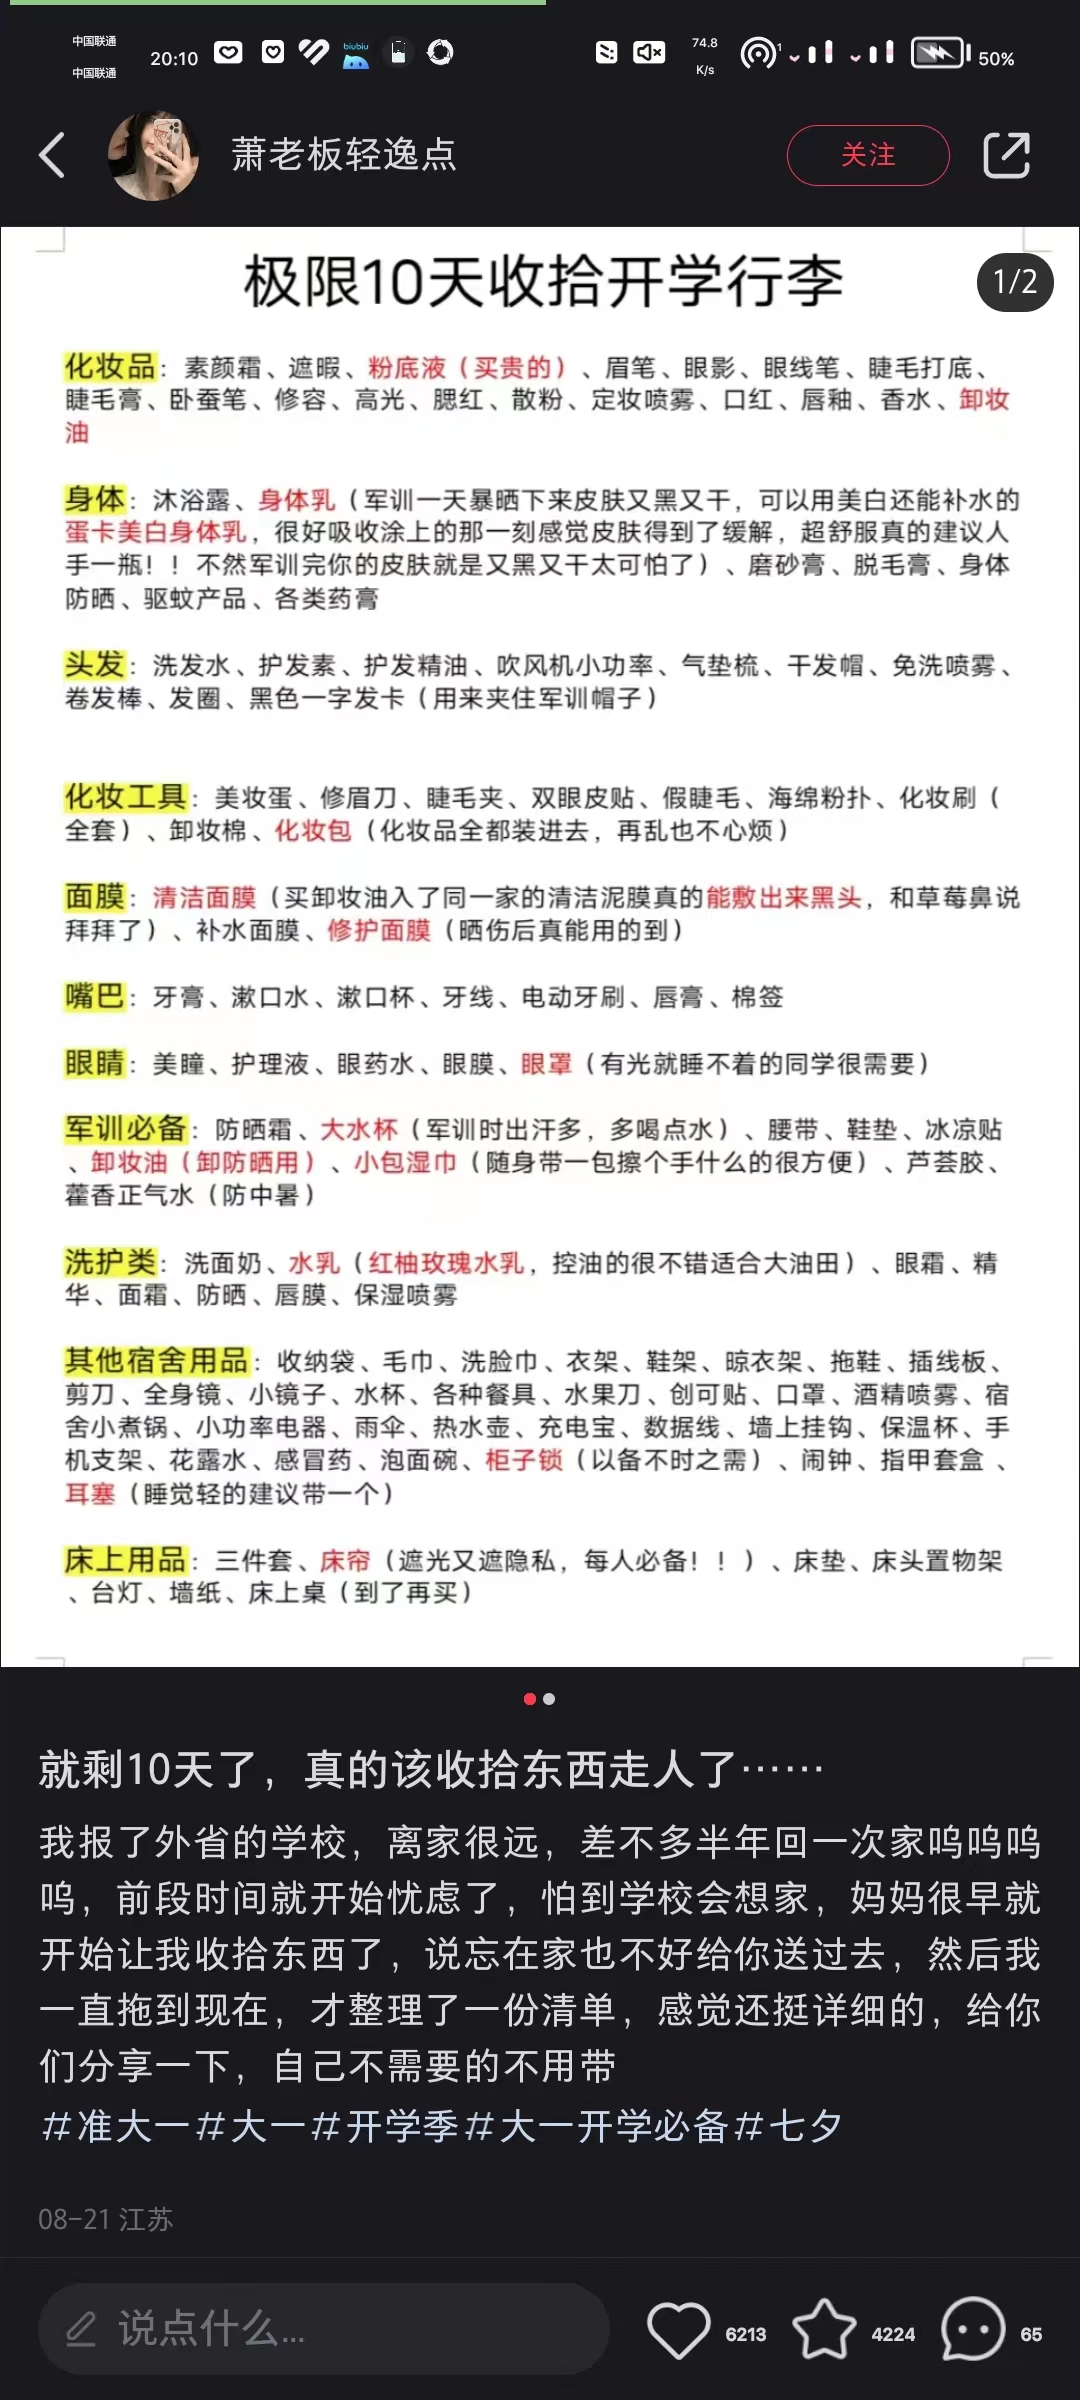 中国联通
中国联通
20:10
biubiu
74.8
K/s
1
50%
萧老板轻逸点
关注
极限10天收拾开学行李
1/2
化妆品：素颜霜、遮暇、粉底液（买贵的）、眉笔、眼影、眼线笔、睫毛打底、
睫毛膏、卧蚕笔、修容、高光、腮红、散粉、定妆喷雾、口红、唇釉、香水、卸妆
油
身体：沐浴露、身体乳（军训一天暴晒下来皮肤又黑又干，可以用美白还能补水的
蛋卡美白身体乳，很好吸收涂上的那一刻感觉皮肤得到了缓解，超舒服真的建议人
手一瓶！！不然军训完你的皮肤就是又黑又干太可怕了）、磨砂膏、脱毛膏、身体
防晒、驱蚊产品、各类药膏
头发：洗发水、护发素、护发精油、吹风机小功率、气垫梳、干发帽、免洗喷雾、
卷发棒、发圈、黑色一字发卡（用来夹住军训帽子）
化妆工具：美妆蛋、修眉刀、睫毛夹、双眼皮贴、假睫毛、海绵粉扑、化妆刷（
全套）、卸妆棉、化妆包（化妆品全都装进去，再乱也不心烦）
面膜：清洁面膜（买卸妆油入了同一家的清洁泥膜真的能敷出来黑头，和草莓鼻说
拜拜了）、补水面膜、修护面膜（晒伤后真能用的到）
嘴巴：牙膏、漱口水、漱口杯、牙线、电动牙刷、唇膏、棉签
眼睛：美瞳、护理液、眼药水、眼膜、眼罩（有光就睡不着的同学很需要）
军训必备：防晒霜、大水杯（军训时出汗多，多喝点水）、腰带、鞋垫、冰凉贴
、卸妆油（卸防晒用）、小包湿巾（随身带一包擦个手什么的很方便）、芦荟胶、
藿香正气水（防中暑）
洗护类：洗面奶、水乳（红柚玫瑰水乳，控油的很不错适合大油田）、眼霜、精
华、面霜、防晒、唇膜、保湿喷雾
其他宿舍用品：收纳袋、毛巾、洗脸巾、衣架、鞋架、晾衣架、拖鞋、插线板、
剪刀、全身镜、小镜子、水杯、各种餐具、水果刀、创可贴、口罩、酒精喷雾、宿
舍小煮锅、小功率电器、雨伞、热水壶、充电宝、数据线、墙上挂钩、保温杯、手
机支架、花露水、感冒药、泡面碗、柜子锁（以备不时之需）、闹钟、指甲套盒 、
耳塞（睡觉轻的建议带一个）
床上用品：三件套、床帘（遮光又遮隐私，每人必备！！）、床垫、床头置物架
、台灯、墙纸、床上桌（到了再买）
就剩10天了，真的该收拾东西走人了……
我报了外省的学校，离家很远，差不多半年回一次家呜呜呜
呜，前段时间就开始忧虑了，怕到学校会想家，妈妈很早就
开始让我收拾东西了，说忘在家也不好给你送过去，然后我
一直拖到现在，才整理了一份清单，感觉还挺详细的，给你
们分享一下，自己不需要的不用带
#准大一#大一#开学季#大一开学必备#七夕
08-21 江苏
说点什么...
6213
4224
65